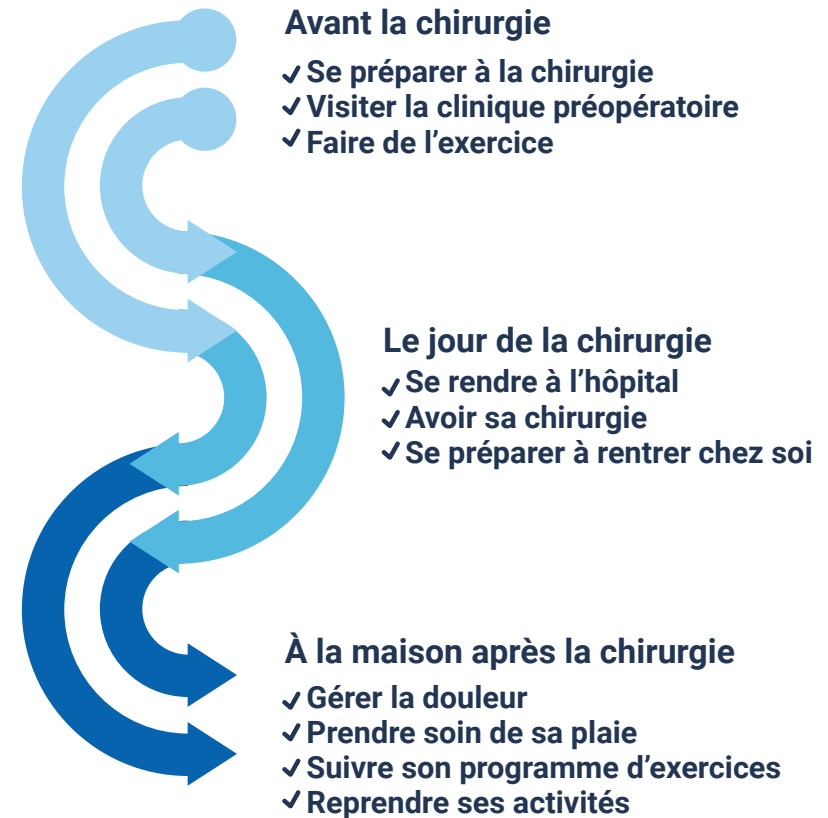 Avant la chirurgie
Se préparer à la chirurgie
Visiter la clinique préopératoire
Faire de l’exercice
Le jour de la chirurgie
Se rendre à l’hôpital
Avoir sa chirurgie
Se préparer à rentrer chez soi
À la maison après la chirurgie
Gérer la douleur
Prendre soin de sa plaie
Suivre son programme d’exercices
Reprendre ses activités